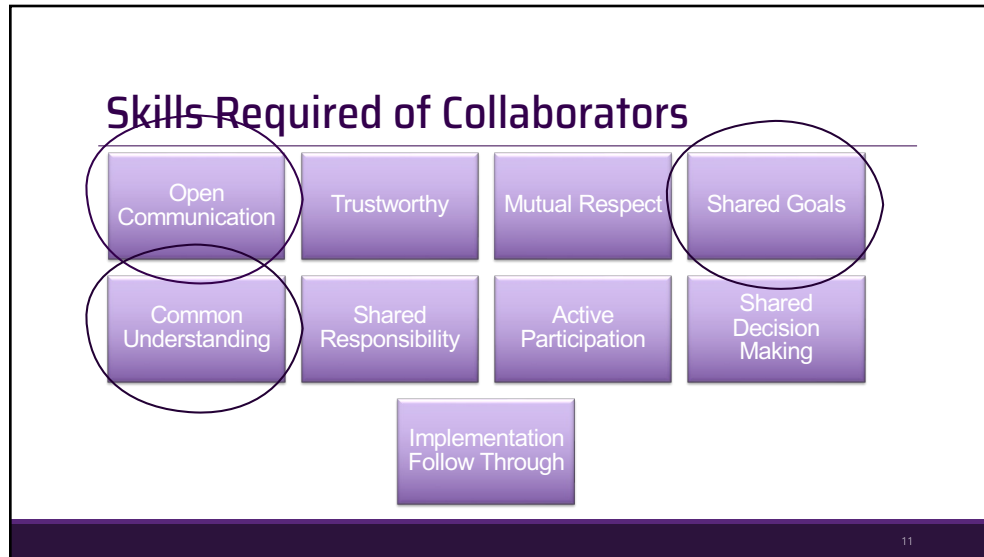 Skills Required of Collaborators
Open
Communication
Trustworthy
Mutual Respect
Shared Goals
Common
Understanding
Shared
Responsibility
Active
Participation
Shared
Decision
Making
Implementation
Follow Through
11